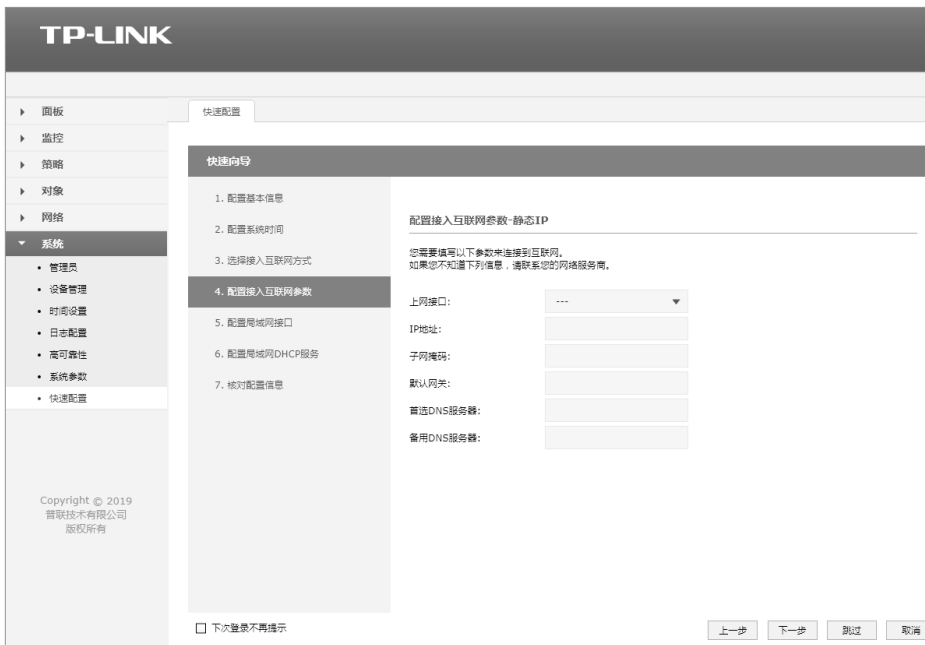 TP-LINK
面板
监控
策略
对象
网络
系统
管理员
设备管理
时间设置
日志配置
高可靠性
系统参数
快速配置
Copyright © 2019
普联技术有限公司
版权所有
快速配置
快速向导
1. 配置基本信息
2. 配置系统时间
3. 选择接入互联网方式
4. 配置接入互联网参数
5. 配置局域网接口
6. 配置局域网DHCP服务
7. 核对配置信息
配置接入互联网参数-静态IP
您需要填写以下参数来连接到互联网。
如果您不知道下列信息，请联系您的网络服务商。
上网接口: ---
IP地址:
子网掩码:
默认网关:
首选DNS服务器:
备用DNS服务器:
下次登录不再提示
上一步 下一步 跳过 取消